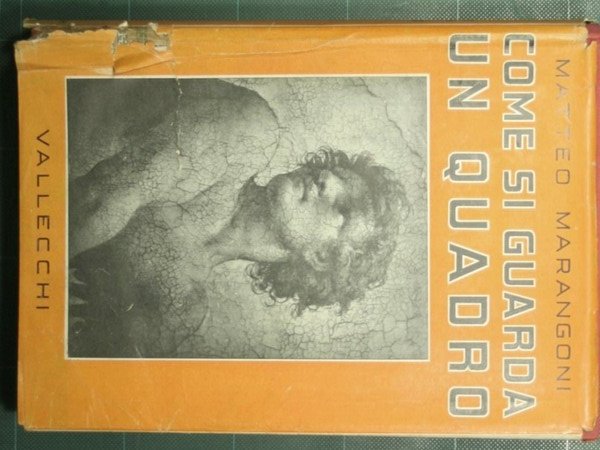 MATTEO MARANGONI
COME SI GUARDA
UN QUADRO
VALLECCHI